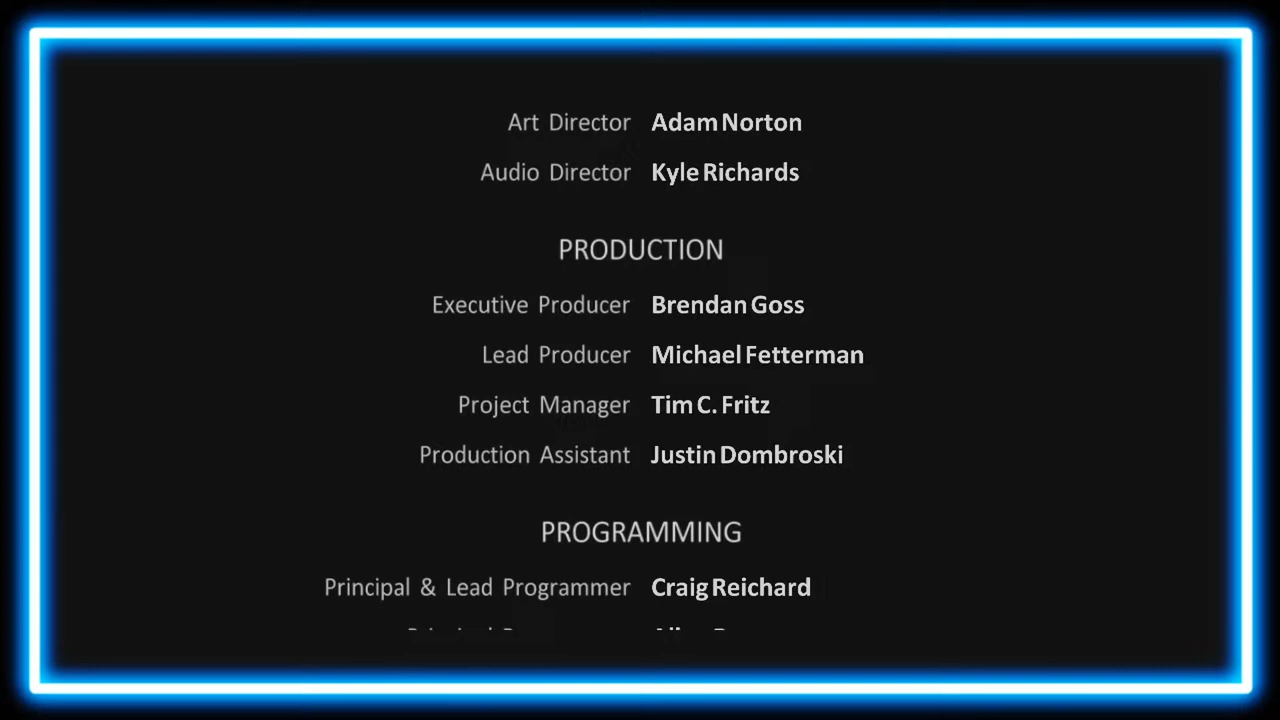 Art Director Adam Norton
Audio Director Kyle Richards
PRODUCTION
Executive Producer Brendan Goss
Lead Producer Michael Fetterman
Project Manager Tim C. Fritz
Production Assistant Justin Dombroski
PROGRAMMING
Principal & Lead Programmer Craig Reichard